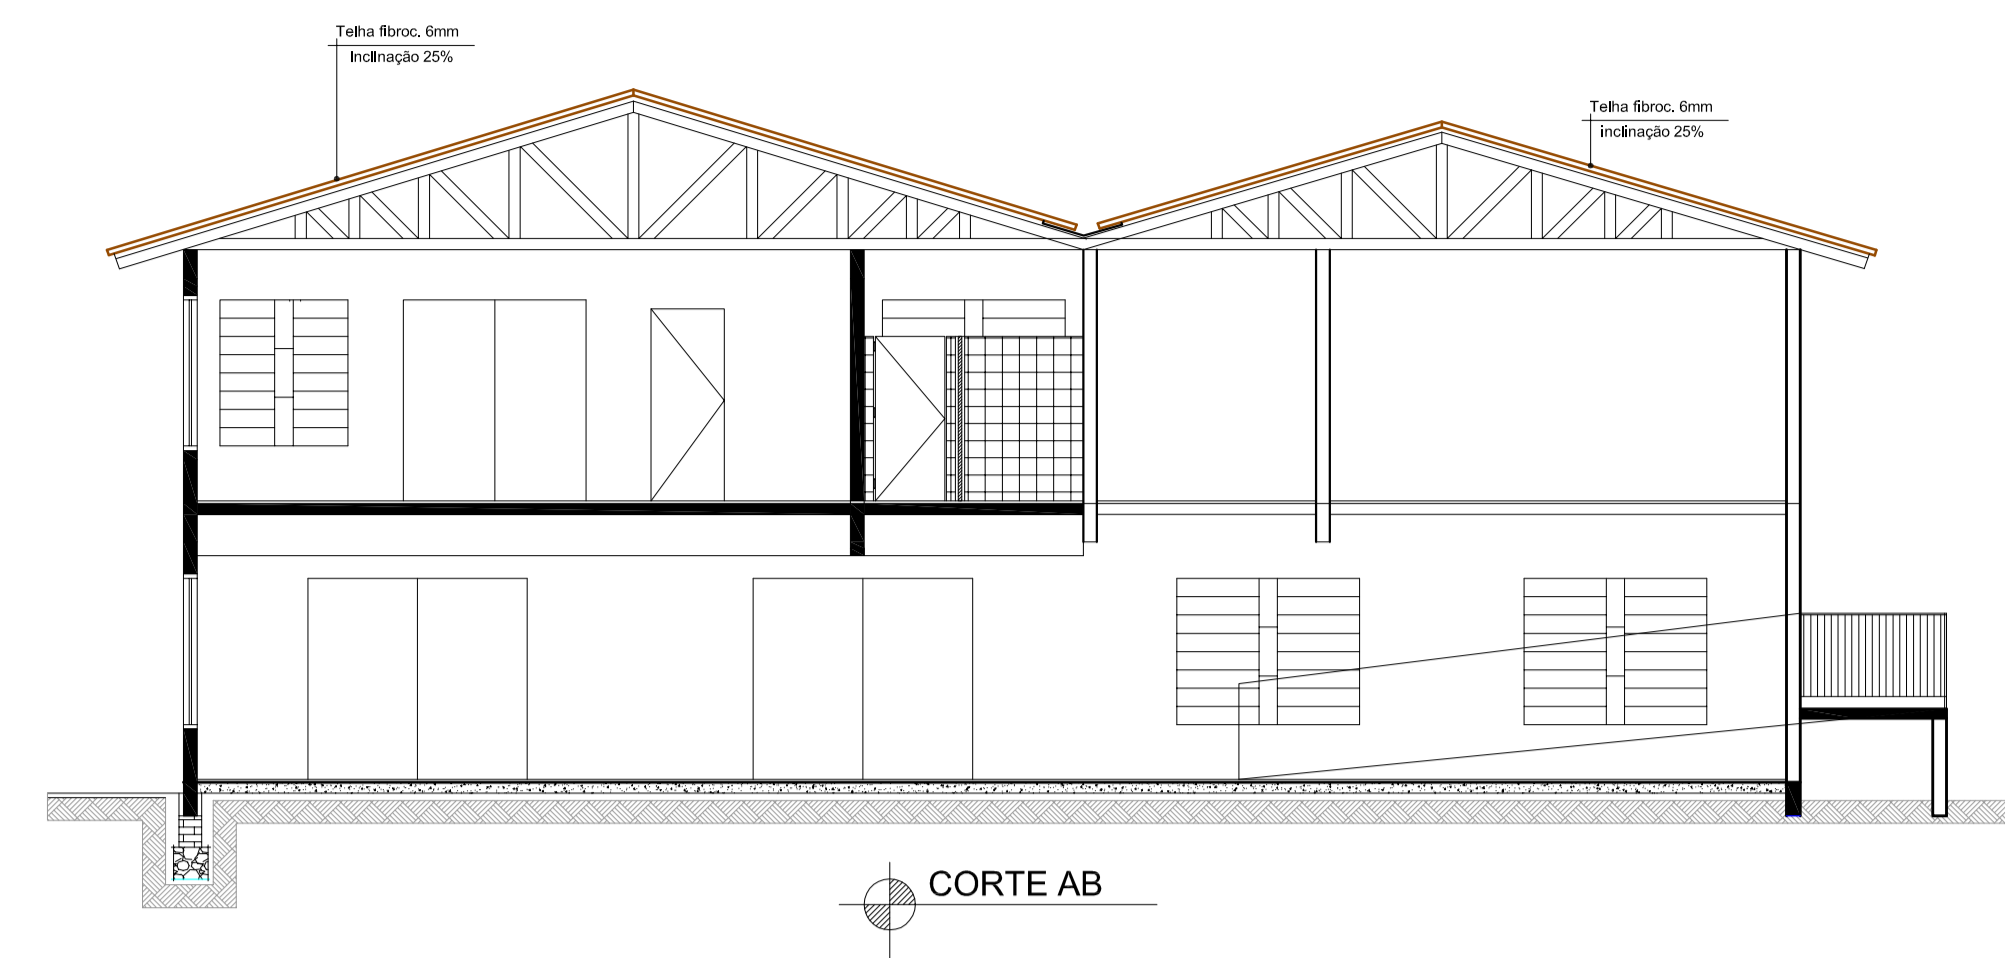 Telha fibroc. 6mm
Inclinação 25%
Telha fibroc. 6mm
inclinação 25%
CORTE AB